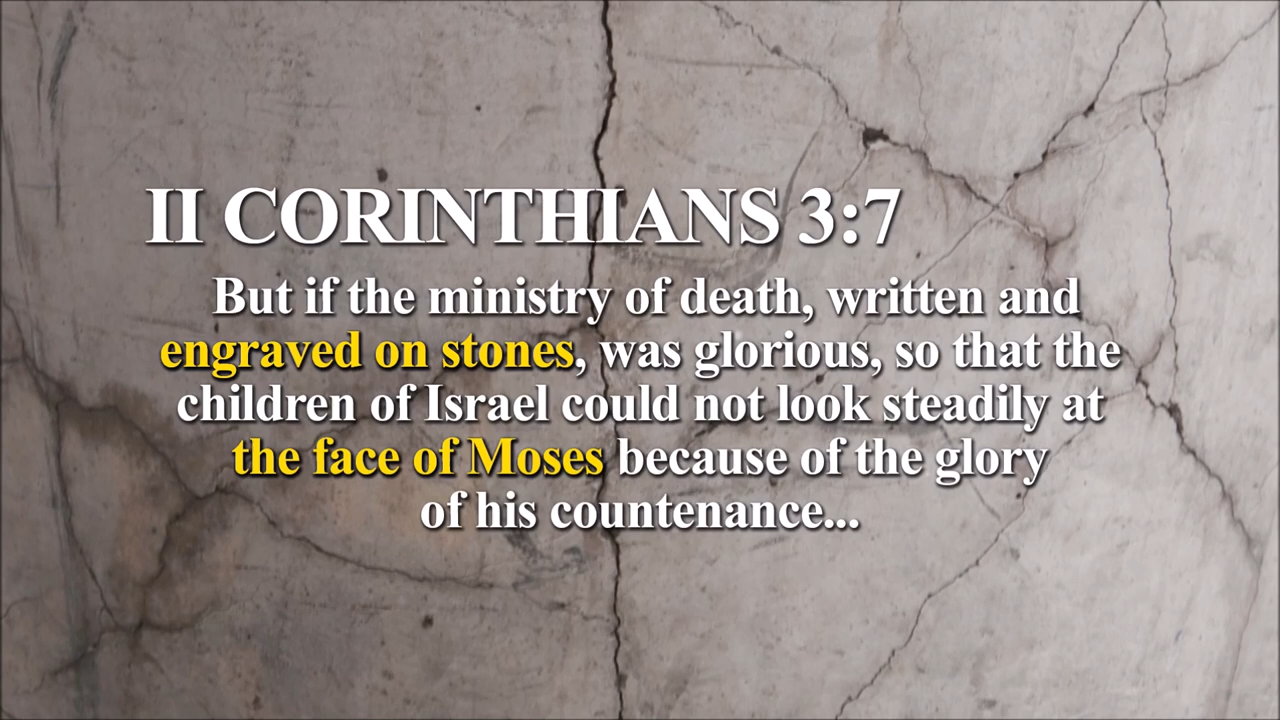 II CORINTHIANS 3:7
But if the ministry of death, written and
engraved on stones, was glorious, so that the
children of Israel could not look steadily at
the face of Moses because of the glory
of his countenance...